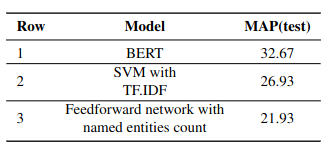 Row Model MAP(test)
1 BERT 32.67
2 SVM with
TF.IDF 26.93
3 Feedforward network with
named entities count 21.93